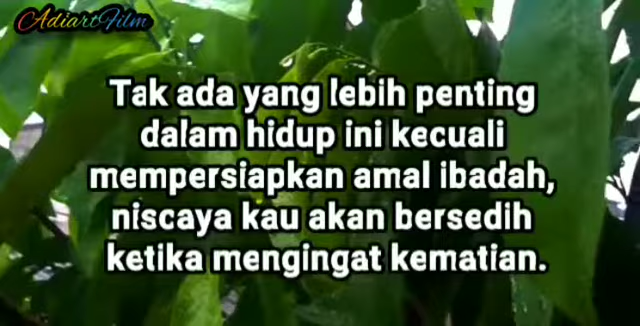 AdiartFilm
Tak ada yang lebih penting
dalam hidup ini kecuali
mempersiapkan amal ibadah,
niscaya kau akan bersedih
ketika mengingat kematian.